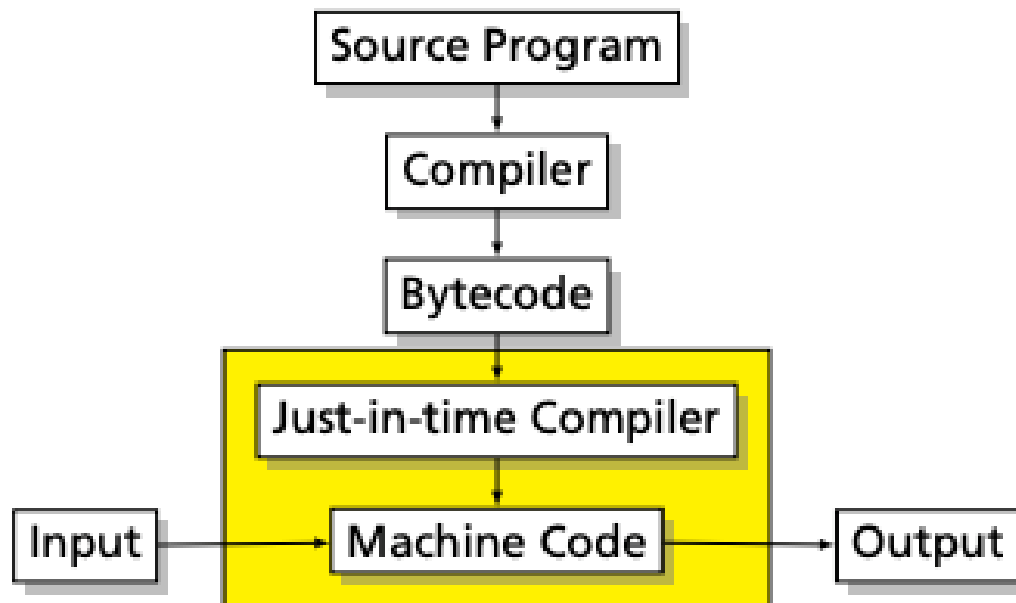 Source Program
Compiler
Bytecode
Just-in-time Compiler
Input
Machine Code
Output